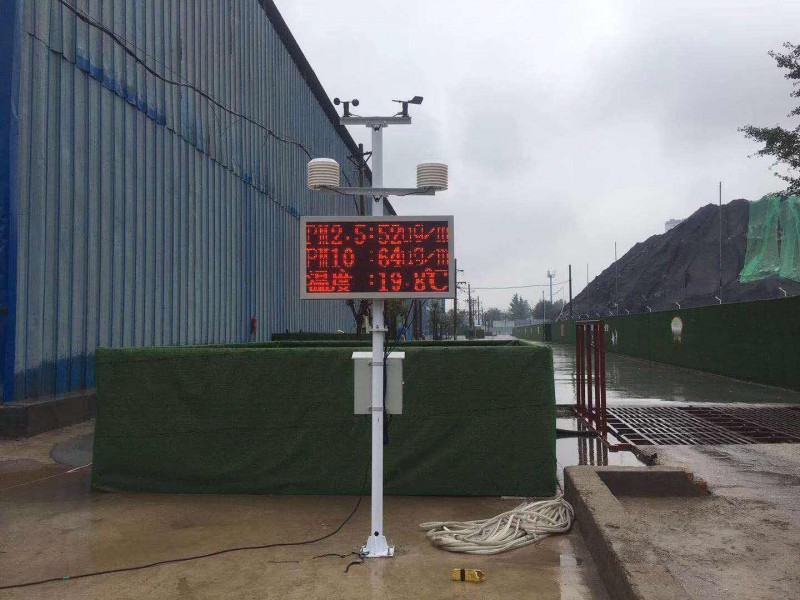 PM2.5:52ug/m
PM10 :64ug/m
温度 :19.8℃